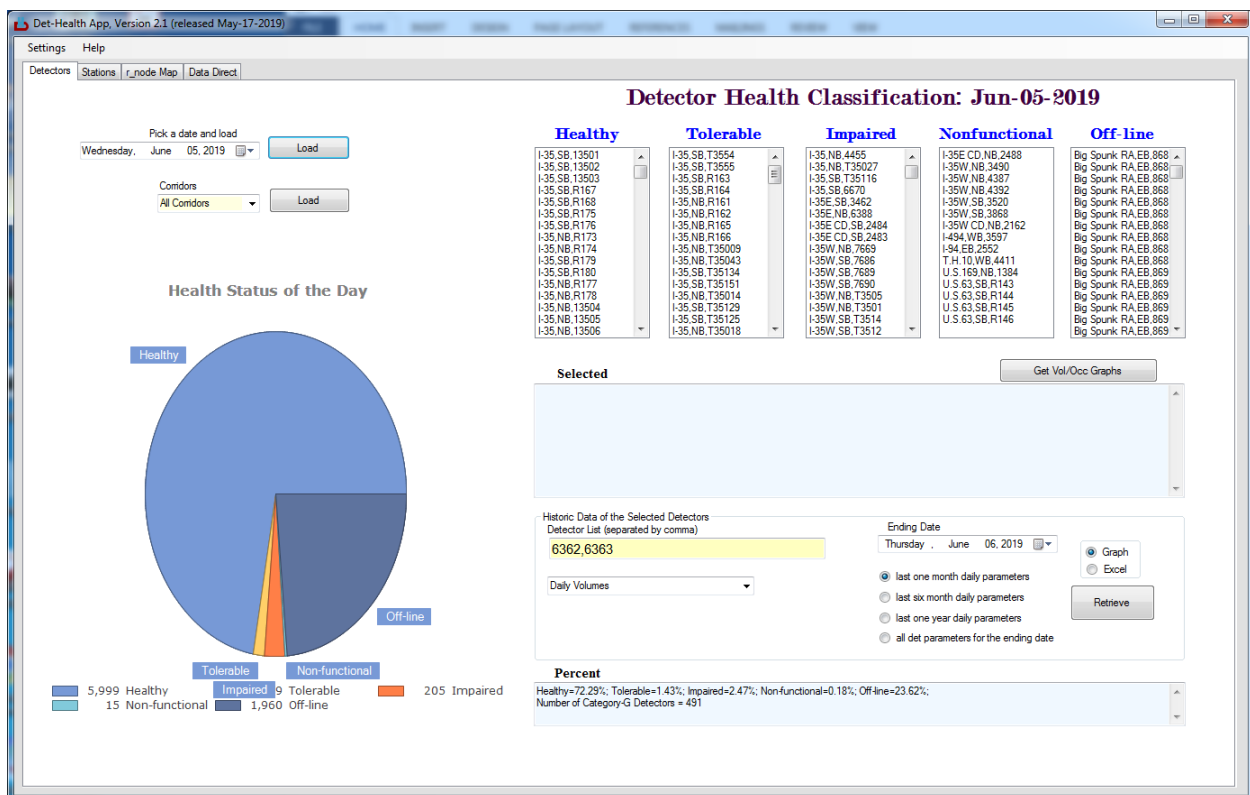 Det-Health App, Version 2.1 (released May-17-2019)
HOME INSERT DESIGN PAGE LAYOUT REFERENCES MAILINGS REVIEW VIEW
Settings Help
Detectors Stations r_node Map Data Direct
Detector Health Classification: Jun-05-2019
Pick a date and load
Wednesday, June 05, 2019
Load
Corridors
All Corridors
Load
Healthy
I-35,SB,13501
I-35,SB,13502
I-35,SB,13503
I-35,SB,R167
I-35,SB,R168
I-35,SB,R175
I-35,SB,R176
I-35,NB,R173
I-35,NB,R174
I-35,SB,R179
I-35,SB,R180
I-35,NB,R177
I-35,NB,R178
I-35,NB,13504
I-35,NB,13505
I-35,NB,13506
Tolerable
I-35,SB,T3554
I-35,SB,T3555
I-35,SB,R163
I-35,SB,R164
I-35,NB,R161
I-35,NB,R162
I-35,NB,R165
I-35,NB,R166
I-35,NB,T35009
I-35,NB,T35043
I-35,SB,T35134
I-35,SB,T35151
I-35,NB,T35014
I-35,SB,T35129
I-35,SB,T35125
I-35,NB,T35018
Impaired
I-35,NB,4455
I-35,NB,T35027
I-35,SB,T35116
I-35,SB,6670
I-35E,SB,3462
I-35E,NB,6388
I-35E CD,SB,2484
I-35E CD,SB,2483
I-35W,NB,7669
I-35W,SB,7686
I-35W,SB,7689
I-35W,SB,7690
I-35W,NB,T3505
I-35W,NB,T3501
I-35W,SB,T3514
I-35W,SB,T3512
Nonfunctional
I-35E CD,NB,2488
I-35W,NB,3490
I-35W,NB,4387
I-35W,NB,4392
I-35W,SB,3520
I-35W,SB,3868
I-35W CD,NB,2162
I-494,WB,3597
I-94,EB,2552
T.H.10,WB,4411
U.S.169,NB,1384
U.S.63,SB,R143
U.S.63,SB,R144
U.S.63,SB,R145
U.S.63,SB,R146
Off-line
Big Spunk RA,EB,868
Big Spunk RA,EB,868
Big Spunk RA,EB,868
Big Spunk RA,EB,868
Big Spunk RA,EB,868
Big Spunk RA,EB,868
Big Spunk RA,EB,868
Big Spunk RA,EB,868
Big Spunk RA,EB,868
Big Spunk RA,EB,868
Big Spunk RA,EB,869
Big Spunk RA,EB,869
Big Spunk RA,EB,869
Big Spunk RA,EB,869
Big Spunk RA,EB,869
Big Spunk RA,EB,869
Health Status of the Day
Healthy
Off-line
Tolerable
Non-functional
Impaired
5,999 Healthy
9 Tolerable
205 Impaired
15 Non-functional
1,960 Off-line
Selected
Get Vol/Occ Graphs
Historic Data of the Selected Detectors
Detector List (separated by comma)
6362,6363
Daily Volumes
Ending Date
Thursday , June 06, 2019
last one month daily parameters
last six month daily parameters
last one year daily parameters
all det parameters for the ending date
Graph
Excel
Retrieve
Percent
Healthy=72.29%; Tolerable=1.43%; Impaired=2.47%; Non-functional=0.18%; Off-line=23.62%;
Number of Category-G Detectors = 491